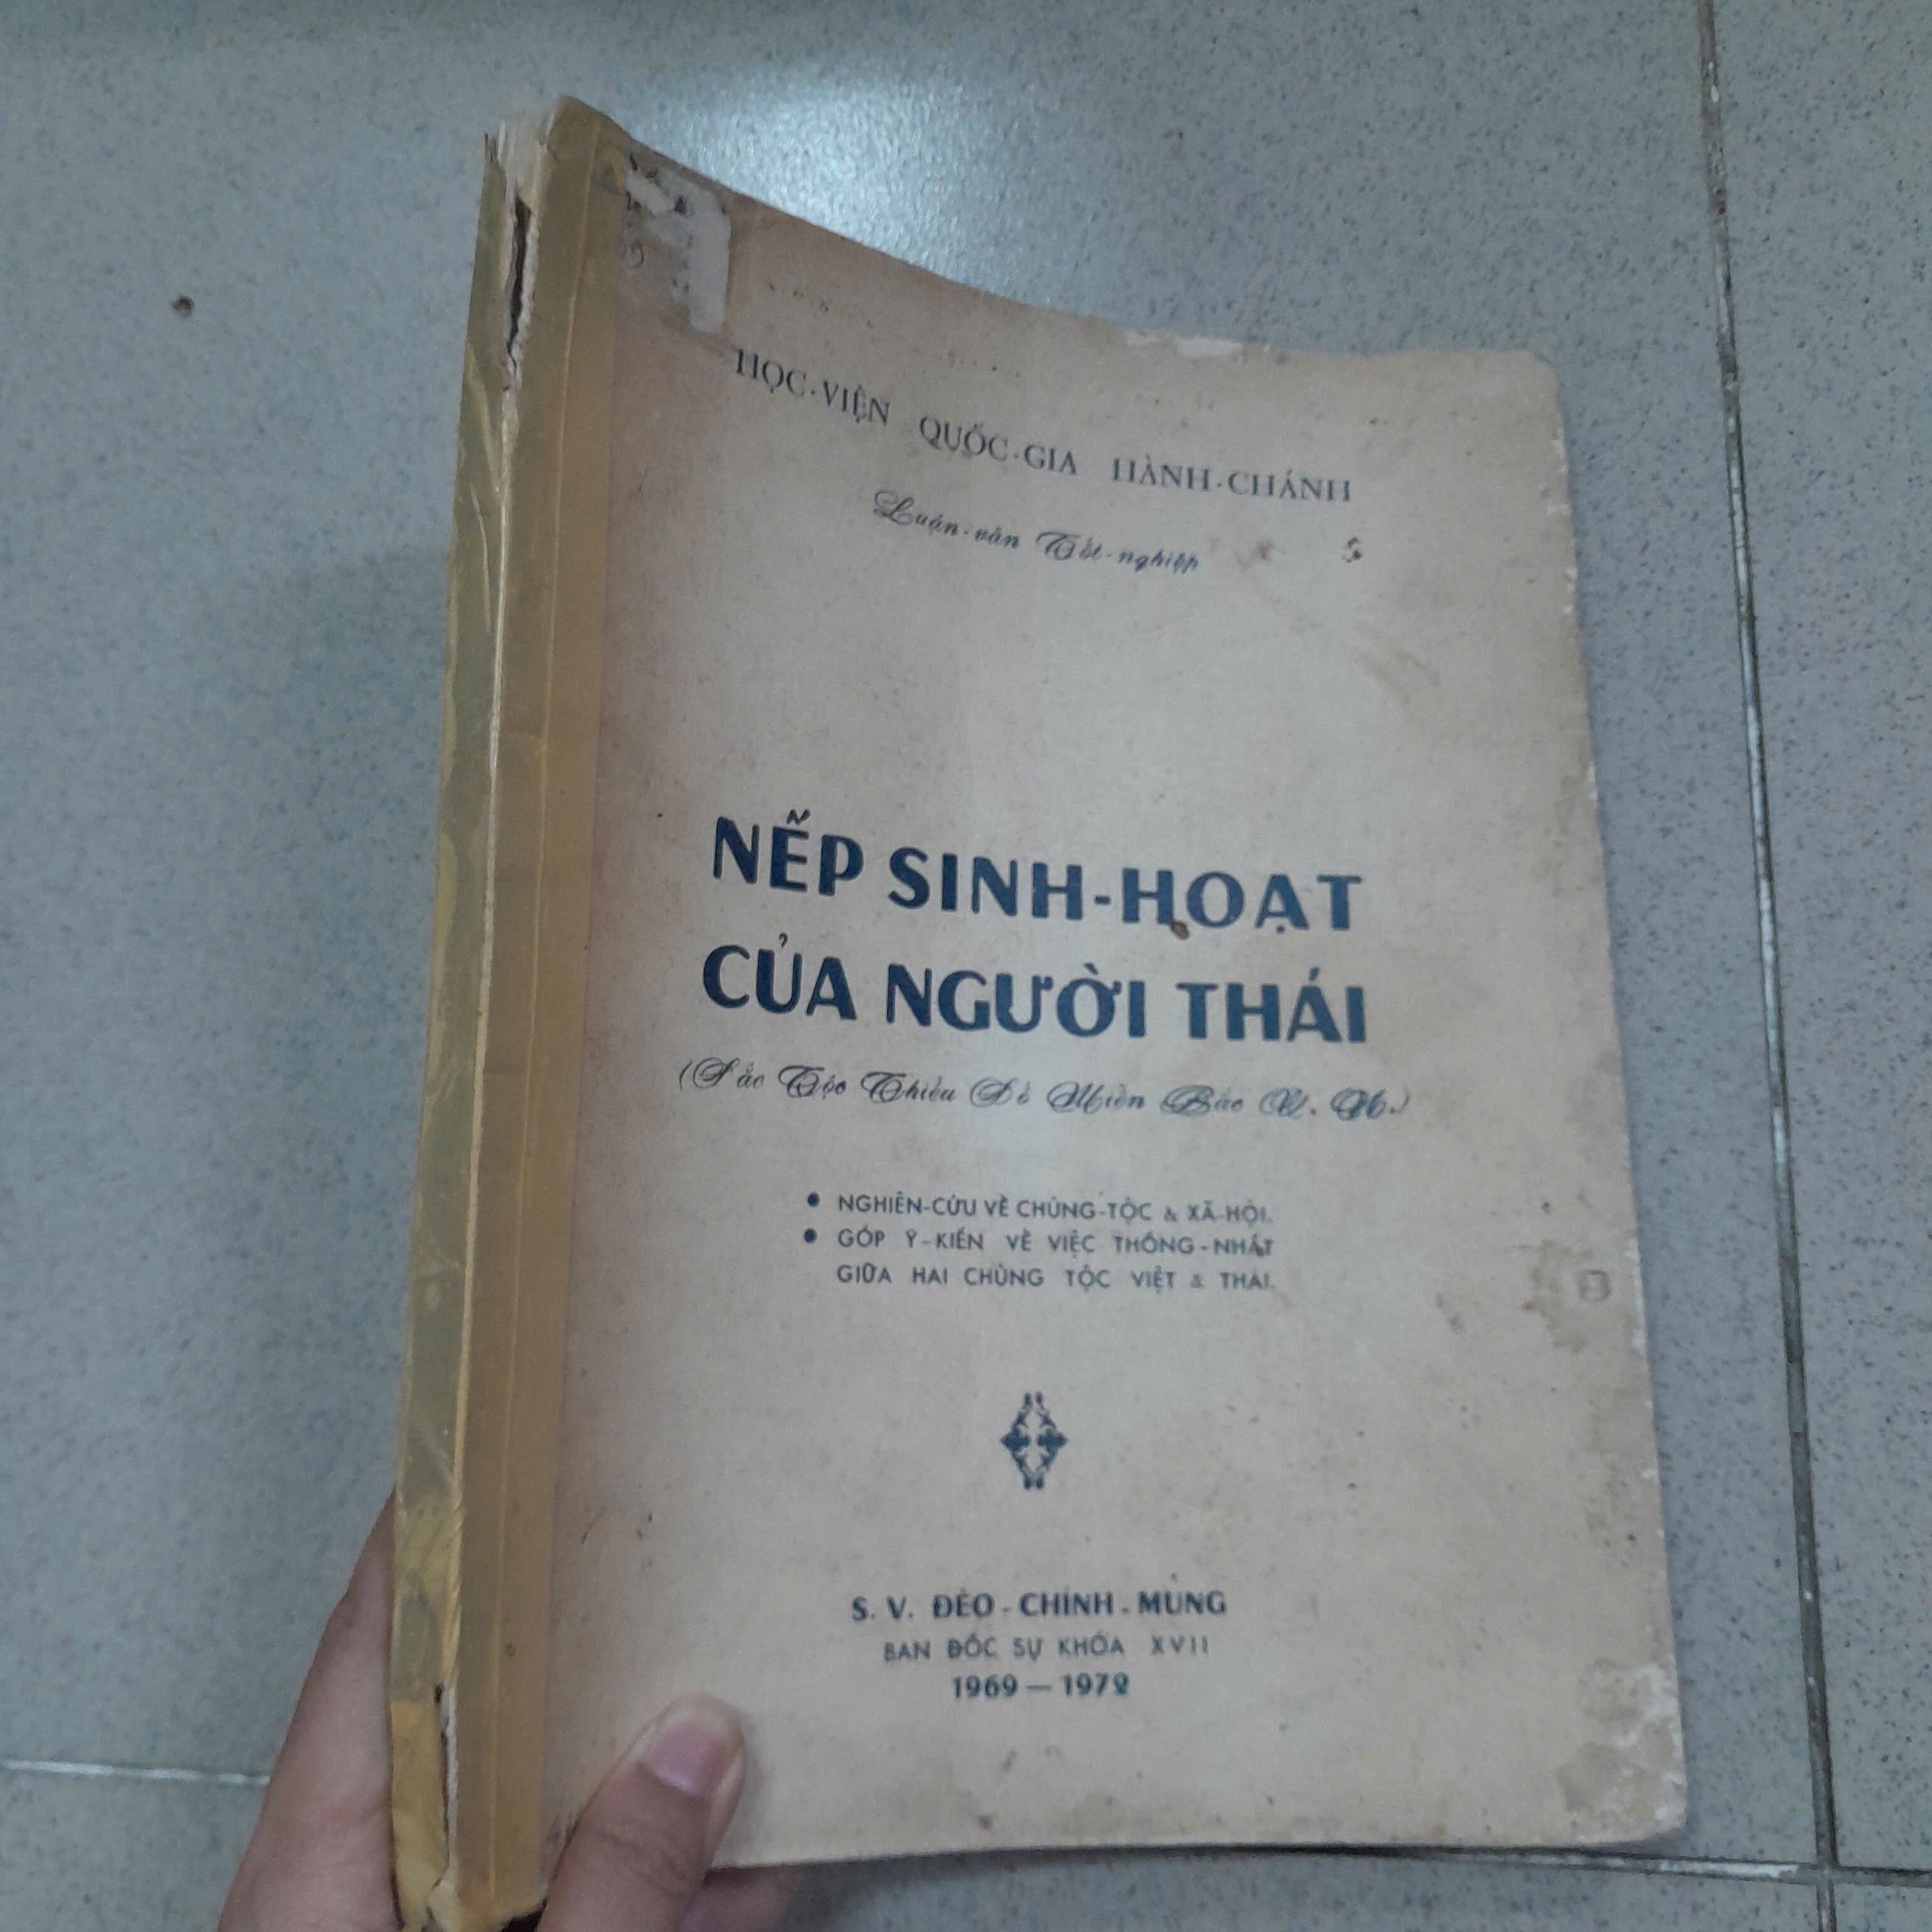 HỌC-VIỆN QUỐC-GIA HÀNH-CHÁNH
Luận-văn Tốt-nghiệp
NẾP SINH-HOẠT
CỦA NGƯỜI THÁI
(Sắc Tộc Thiểu Số Miền Bắc V. N.)
• NGHIÊN-CỨU VỀ CHỦNG-TỘC & XÃ-HỘI.
• GÓP Ý-KIẾN VỀ VIỆC THỐNG-NHẤT
GIỮA HAI CHỦNG TỘC VIỆT & THÁI.
S. V. ĐÈO-CHÍNH-MÙNG
BAN ĐỐC SỰ KHÓA XVII
1969 — 1972